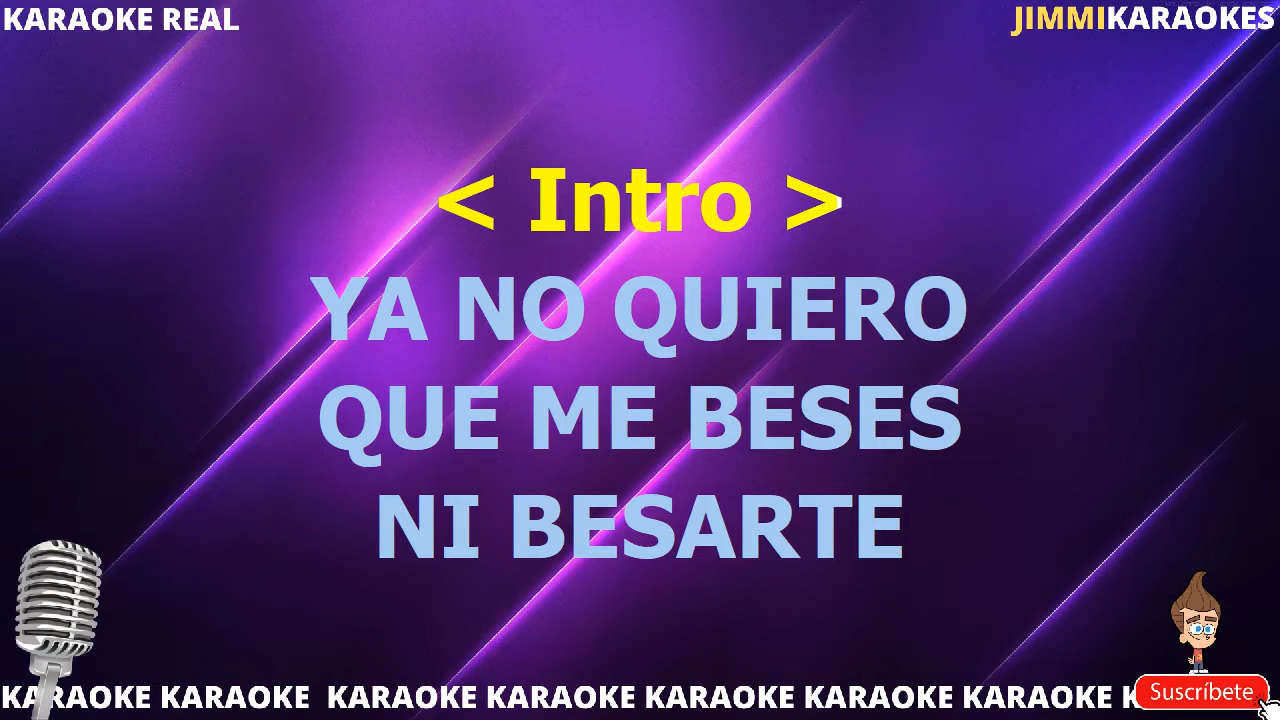 KARAOKE REAL
JIMMIKARAOKES
< Intro >
YA NO QUIERO
QUE ME BESES
NI BESARTE
KARAOKE KARAOKE KARAOKE KARAOKE KARAOKE KARAOKE KARAOKE
Suscríbete